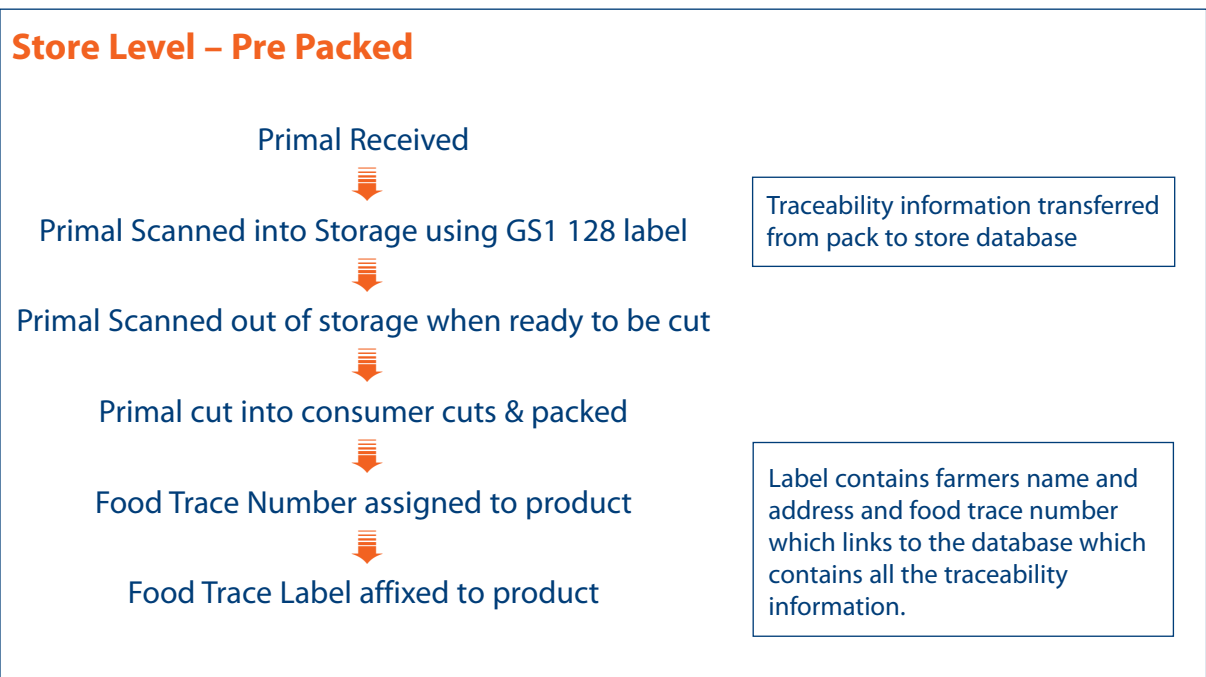 Store Level – Pre Packed
Primal Received
Primal Scanned into Storage using GS1 128 label
Traceability information transferred
from pack to store database
Primal Scanned out of storage when ready to be cut
Primal cut into consumer cuts & packed
Food Trace Number assigned to product
Label contains farmers name and
address and food trace number
which links to the database which
contains all the traceability
information.
Food Trace Label affixed to product